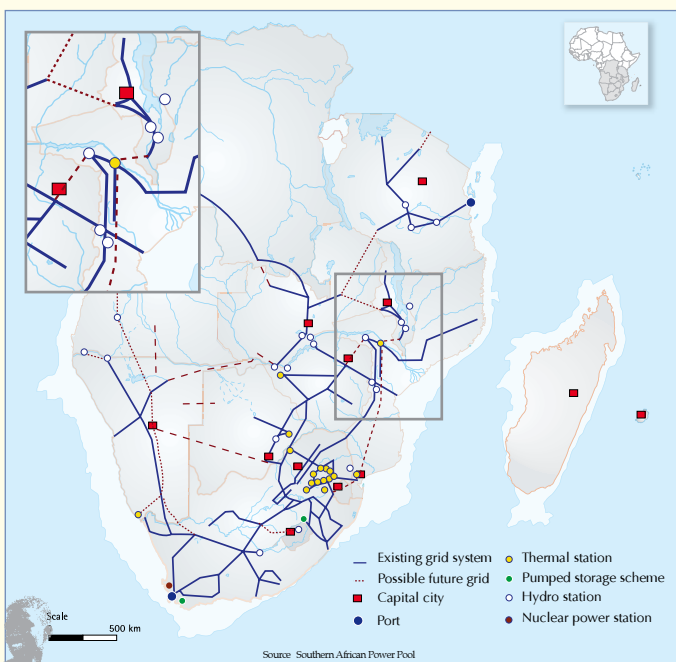 Existing grid system
Possible future grid
Capital city
Port
Thermal station
Pumped storage scheme
Hydro station
Nuclear power station
Scale
500 km
Source Southern African Power Pool